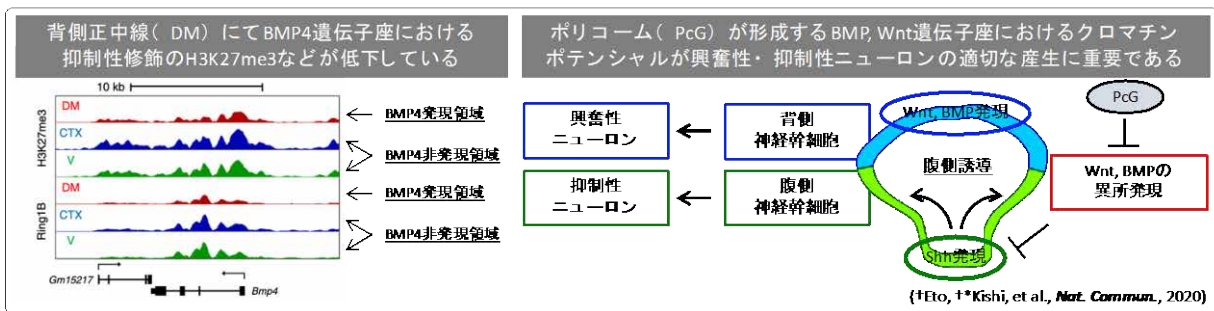 背側正中線（DM）にてBMP4遺伝子座における
抑制性修飾のH3K27me3などが低下している
10 kb
H3K27me3
DM
CTX
V
Ring1B
DM
CTX
V
BMP4発現領域
BMP4非発現領域
BMP4発現領域
BMP4非発現領域
Gm15217
Bmp4
ポリコーム（PcG）が形成するBMP, Wnt遺伝子座におけるクロマチン
ポテンシャルが興奮性・抑制性ニューロンの適切な産生に重要である
興奮性
ニューロン
背側
神経幹細胞
抑制性
ニューロン
腹側
神経幹細胞
Wnt, BMP発現
腹側誘導
Shh発現
PcG
Wnt, BMPの
異所発現
(†Eto, †*Kishi, et al., Nat. Commun., 2020)